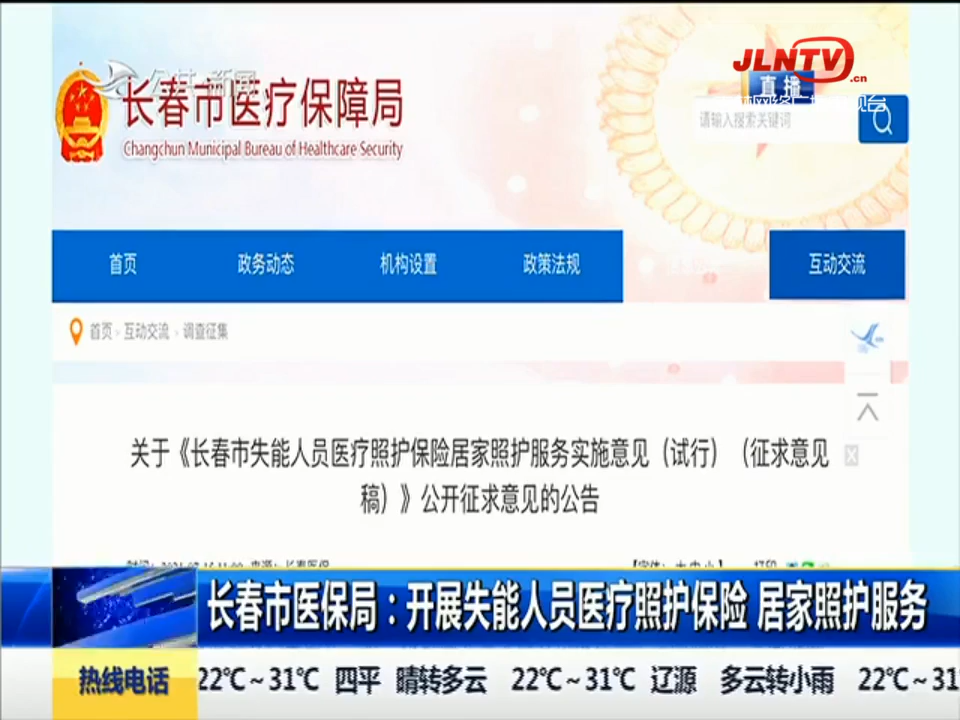 JLNTV.cn
公共·新闻
直播
长春市医疗保障局
Changchun Municipal Bureau of Healthcare Security
请输入搜索关键词
首页 政务动态 机构设置 政策法规 互动交流
首页 > 互动交流 > 调查征集
关于《长春市失能人员医疗照护保险居家照护服务实施意见（试行）（征求意见
稿）》公开征求意见的公告
长春市医保局：开展失能人员医疗照护保险 居家照护服务
热线电话 22℃～31℃ 四平 晴转多云 22℃～31℃ 辽源 多云转小雨 22℃～31